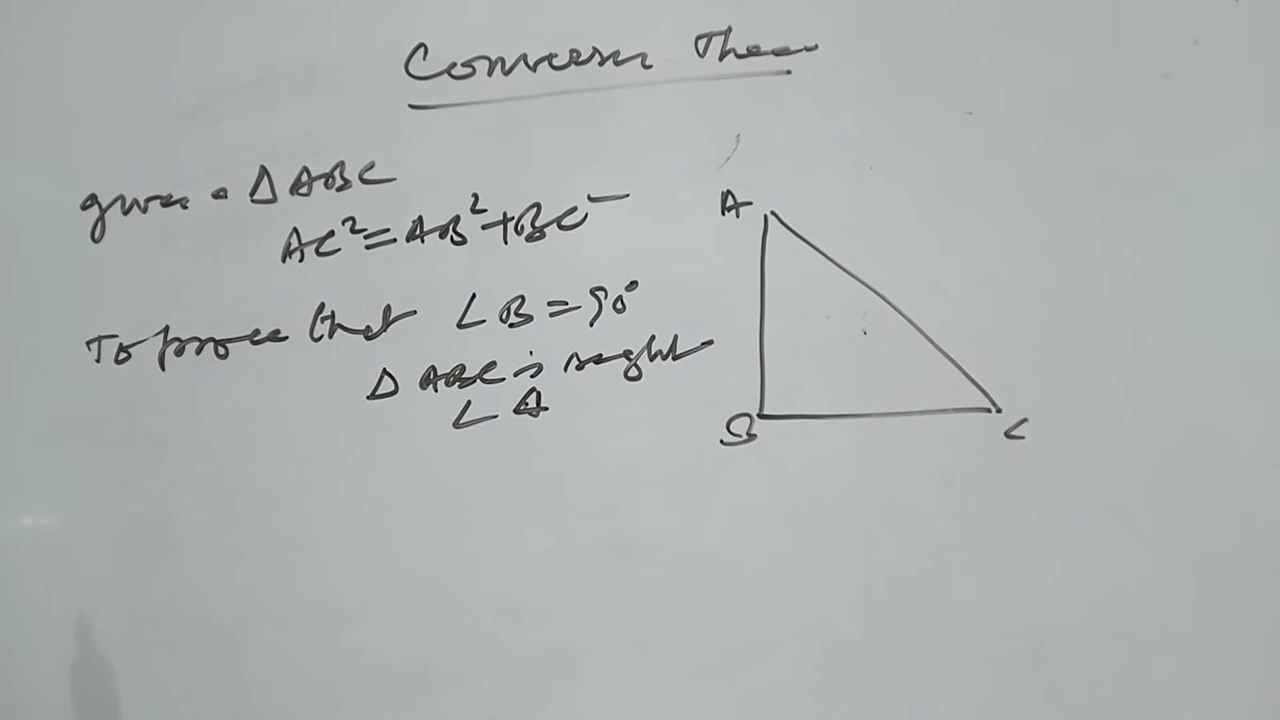 Converse Theo
given a Δ ABC
AC²=AB²+BC²
To prove that ∠B=90°
Δ ABC is right
∠ Δ
A
B
C